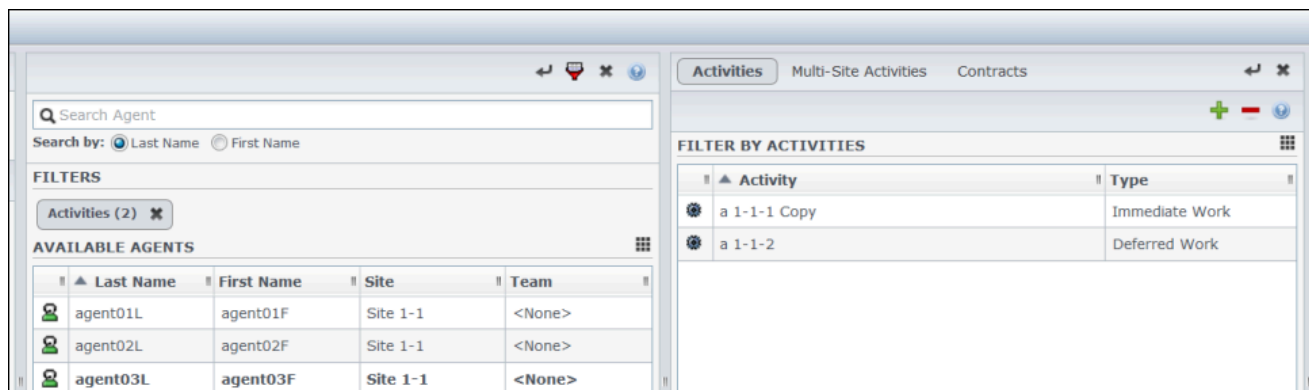 Search Agent
Search by: Last Name First Name
FILTERS
Activities (2)
AVAILABLE AGENTS
Last Name First Name Site Team
agent01L agent01F Site 1-1 <None>
agent02L agent02F Site 1-1 <None>
agent03L agent03F Site 1-1 <None>
Activities Multi-Site Activities Contracts
FILTER BY ACTIVITIES
Activity Type
a 1-1-1 Copy Immediate Work
a 1-1-2 Deferred Work